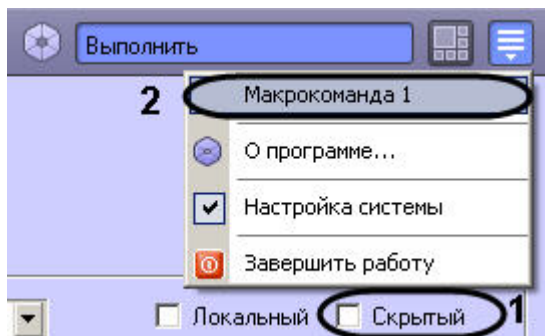 Выполнить
2 Макрокоманда 1
О программе...
Настройка системы
Завершить работу
Локальный Скрытый 1